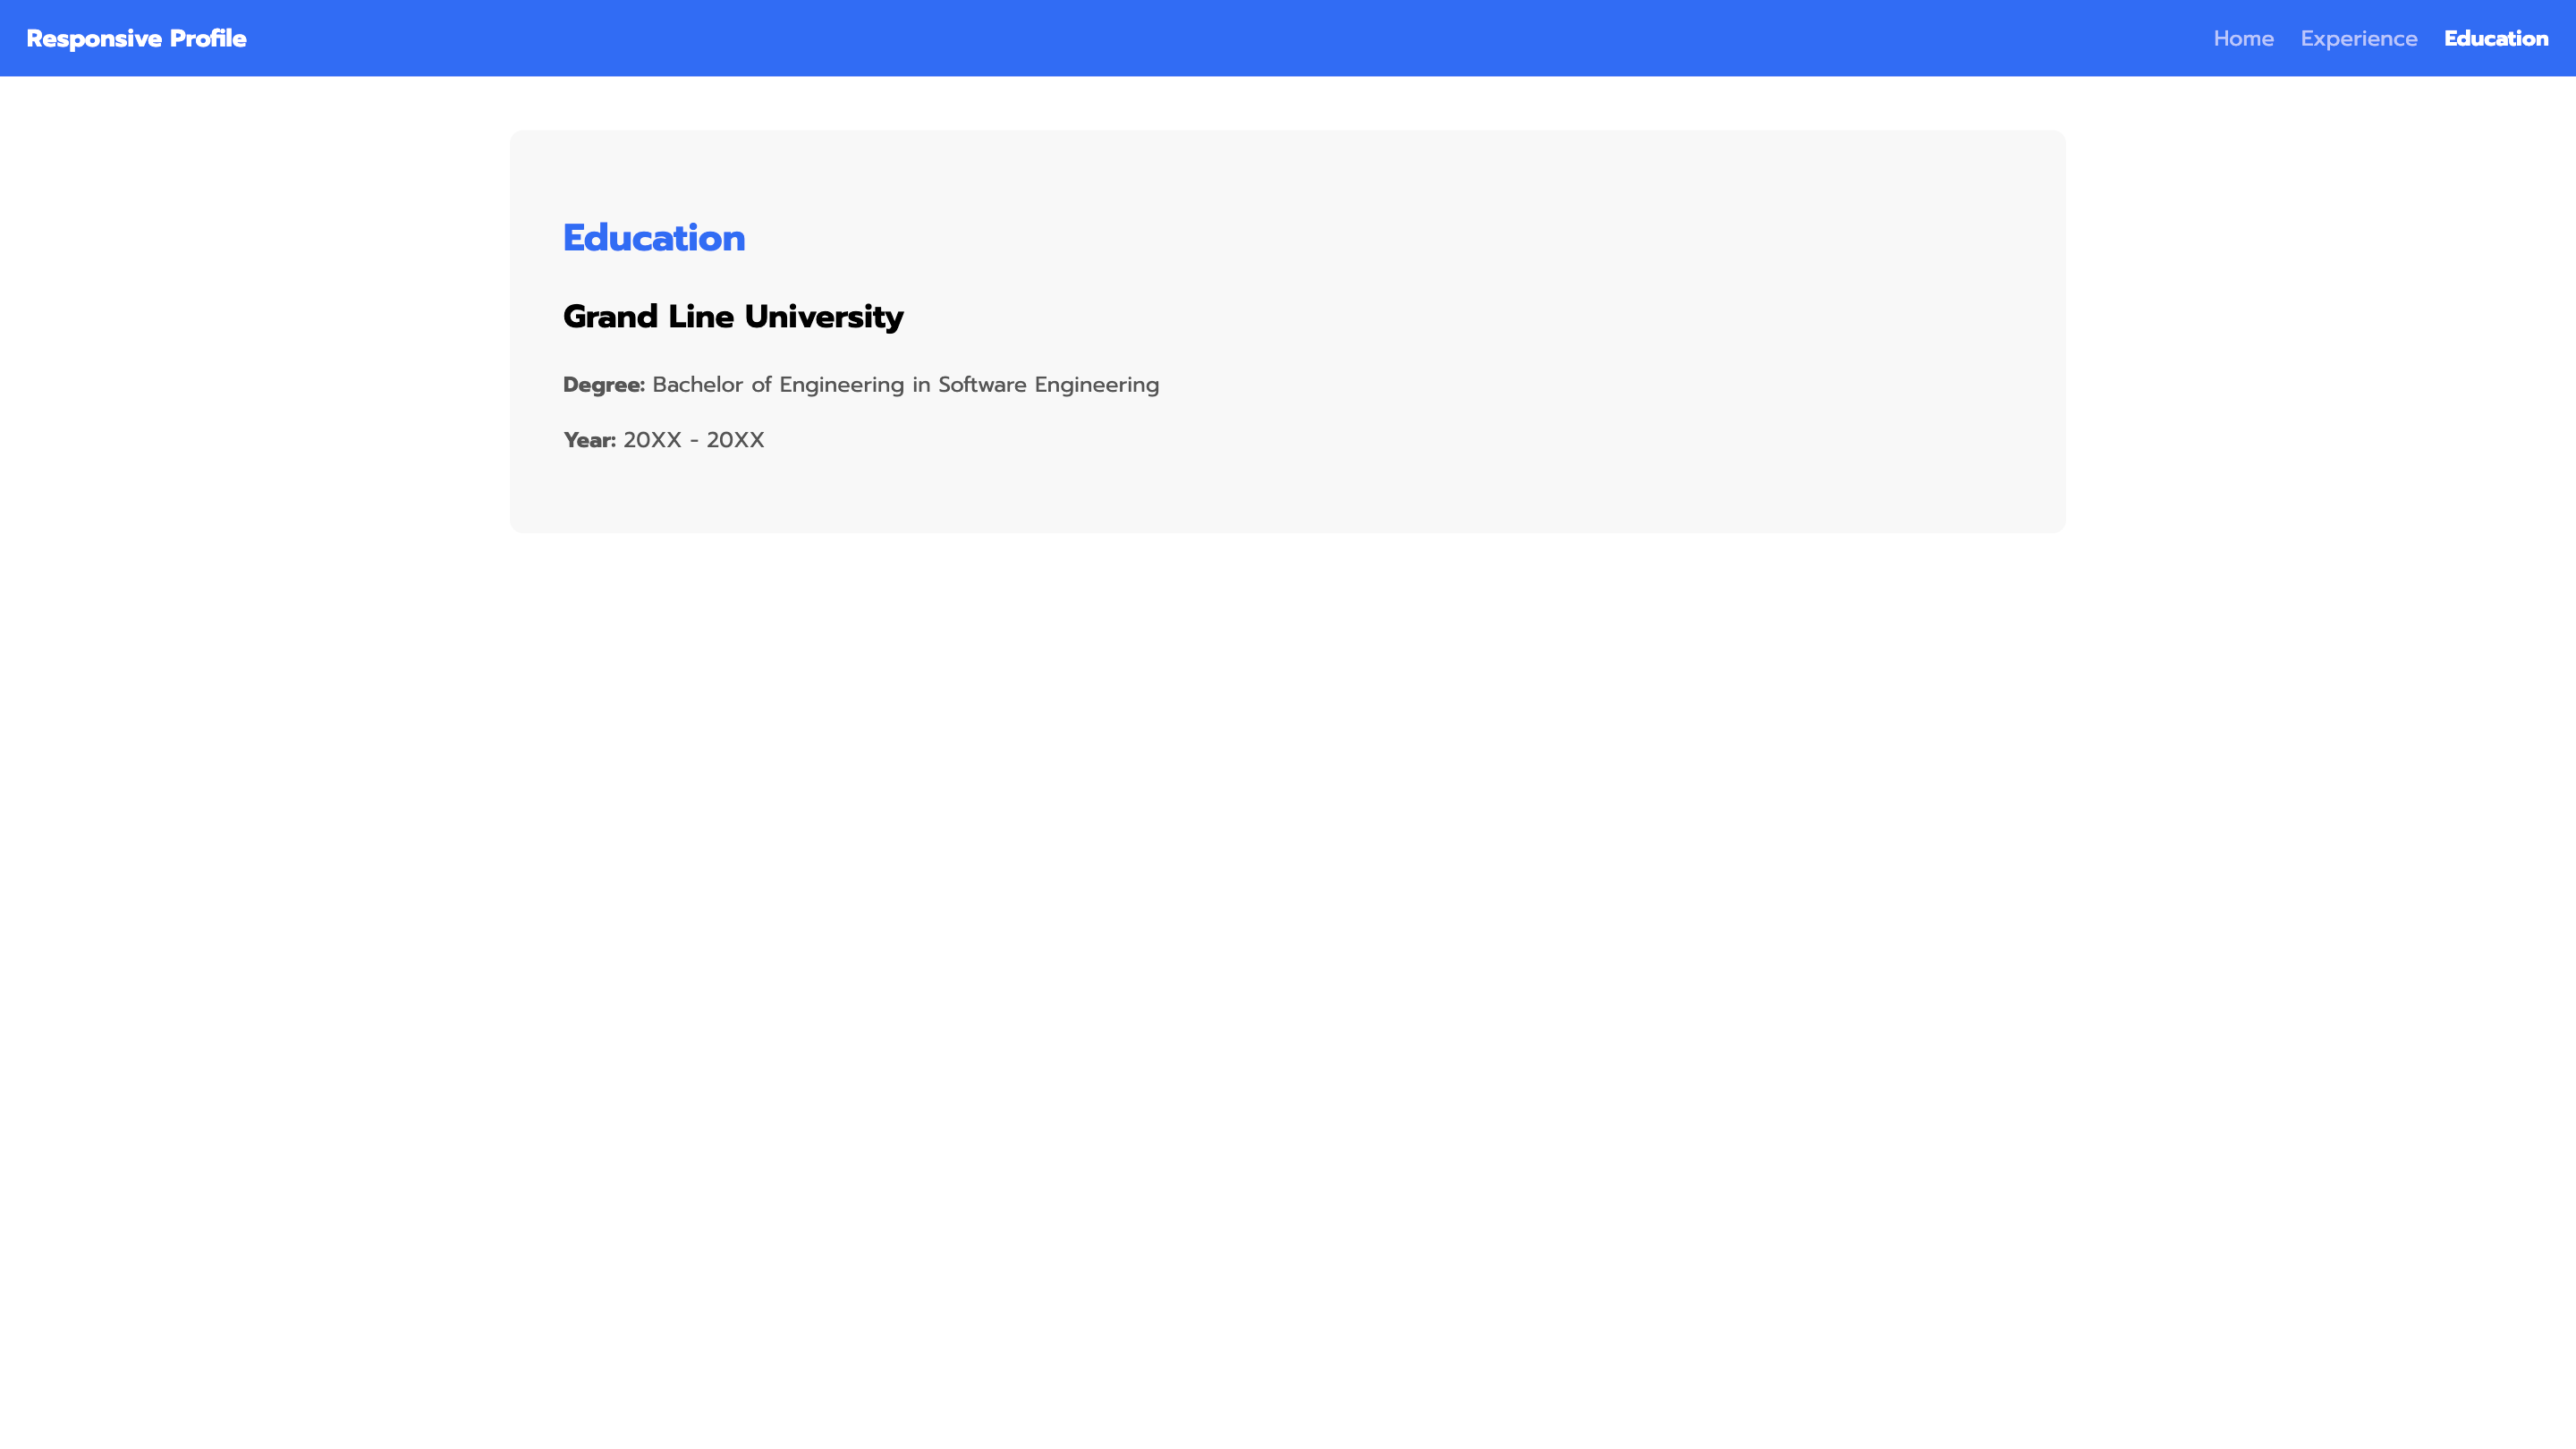 Responsive Profile
Home Experience Education
Education
Grand Line University
Degree: Bachelor of Engineering in Software Engineering
Year: 20XX - 20XX